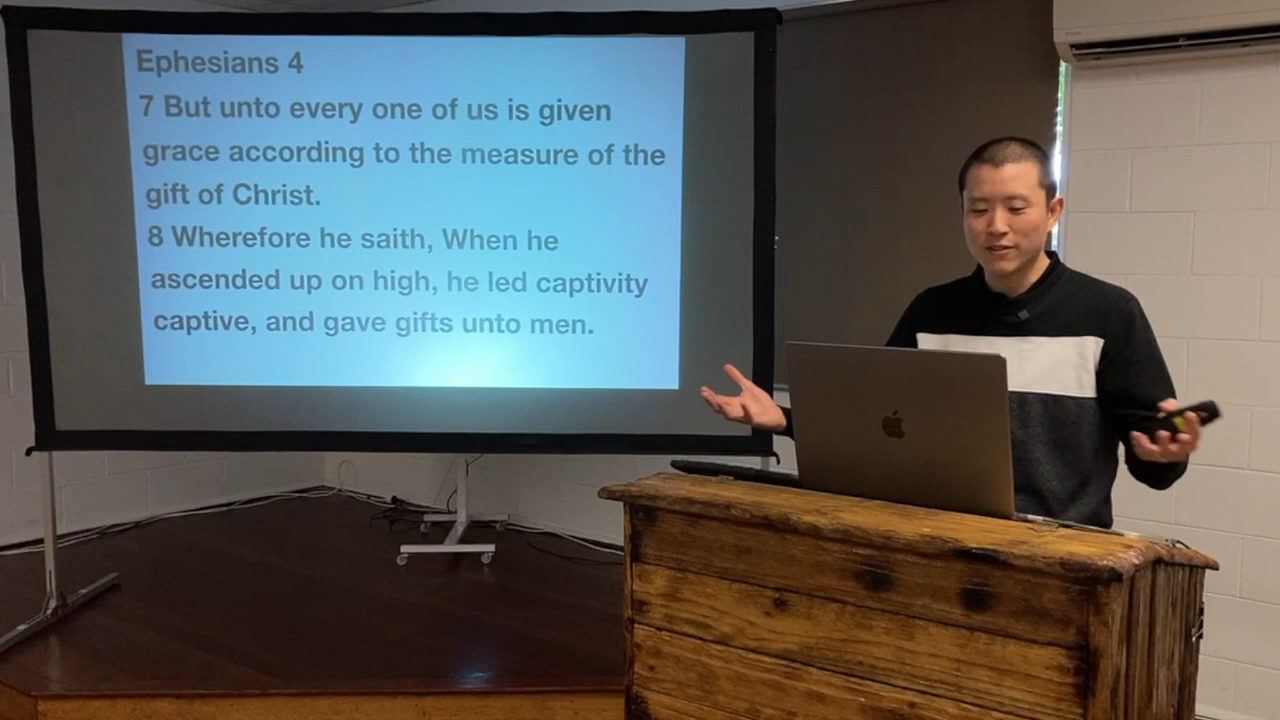 Ephesians 4
7 But unto every one of us is given
grace according to the measure of the
gift of Christ.
8 Wherefore he saith, When he
ascended up on high, he led captivity
captive, and gave gifts unto men.